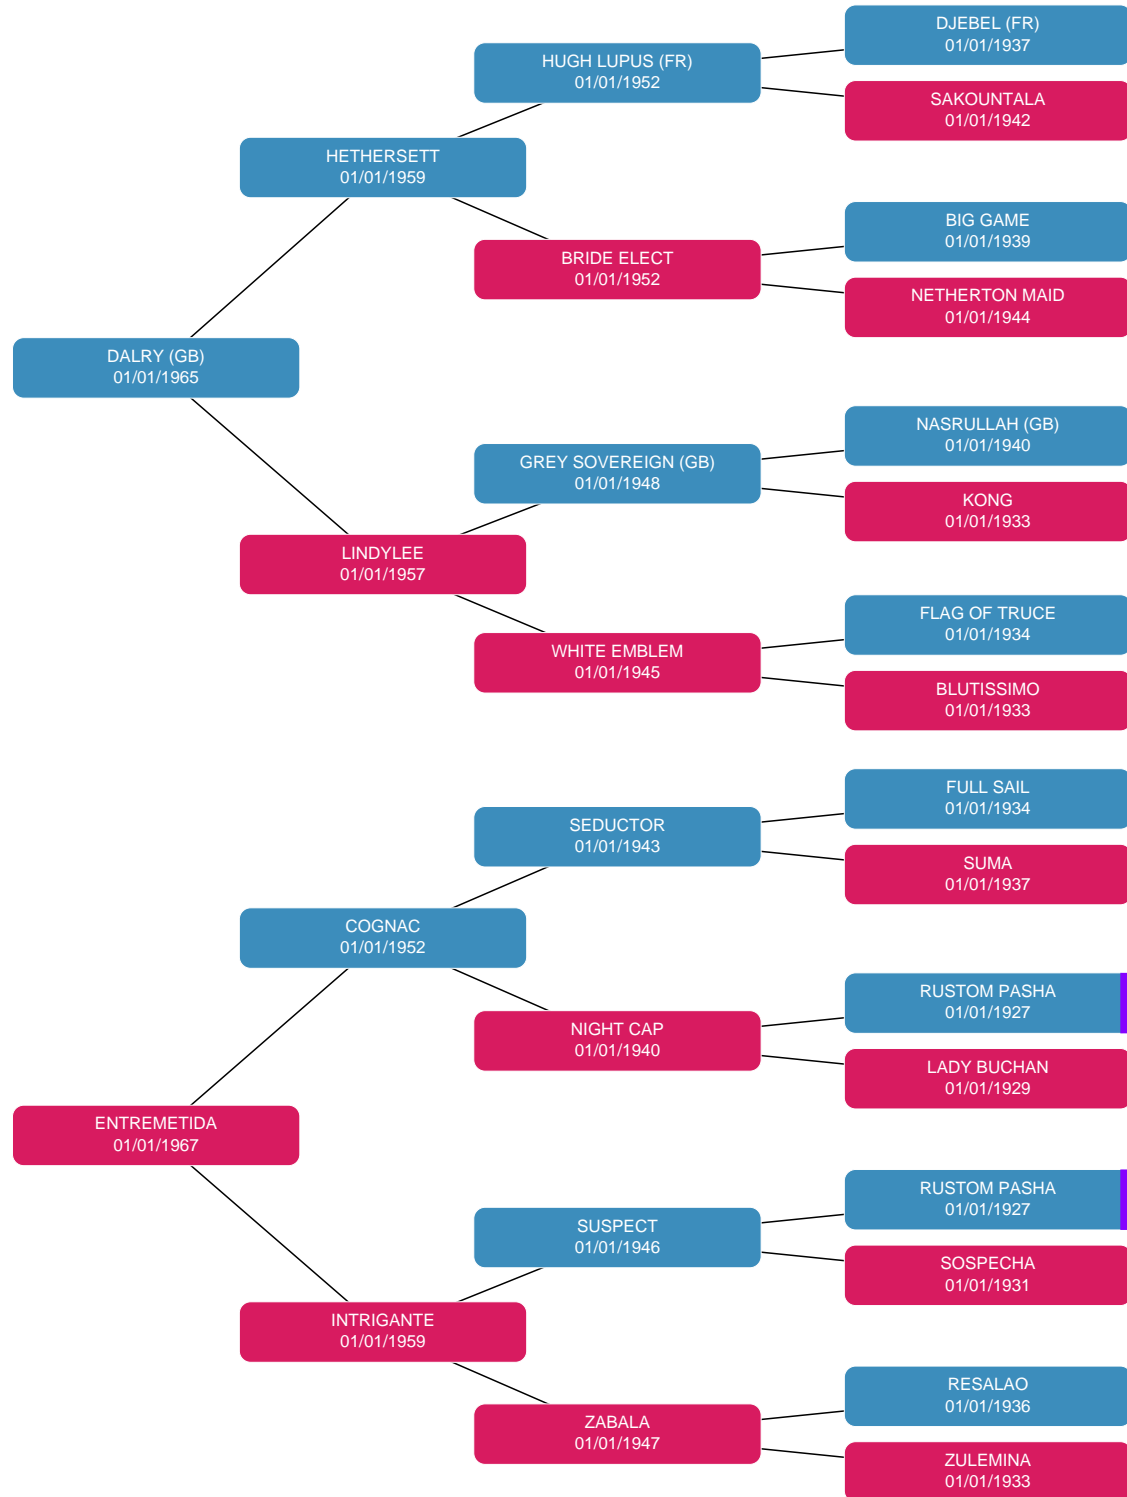 DJEBEL (FR)
01/01/1937
HUGH LUPUS (FR)
01/01/1952
SAKOUNTALA
01/01/1942
HETHERSETT
01/01/1959
BIG GAME
01/01/1939
BRIDE ELECT
01/01/1952
NETHERTON MAID
01/01/1944
DALRY (GB)
01/01/1965
NASRULLAH (GB)
01/01/1940
GREY SOVEREIGN (GB)
01/01/1948
KONG
01/01/1933
LINDYLEE
01/01/1957
FLAG OF TRUCE
01/01/1934
WHITE EMBLEM
01/01/1945
BLUTISSIMO
01/01/1933
FULL SAIL
01/01/1934
SEDUCTOR
01/01/1943
SUMA
01/01/1937
COGNAC
01/01/1952
RUSTOM PASHA
01/01/1927
NIGHT CAP
01/01/1940
LADY BUCHAN
01/01/1929
ENTREMETIDA
01/01/1967
RUSTOM PASHA
01/01/1927
SUSPECT
01/01/1946
SOSPECHA
01/01/1931
INTRIGANTE
01/01/1959
RESALAO
01/01/1936
ZABALA
01/01/1947
ZULEMINA
01/01/1933